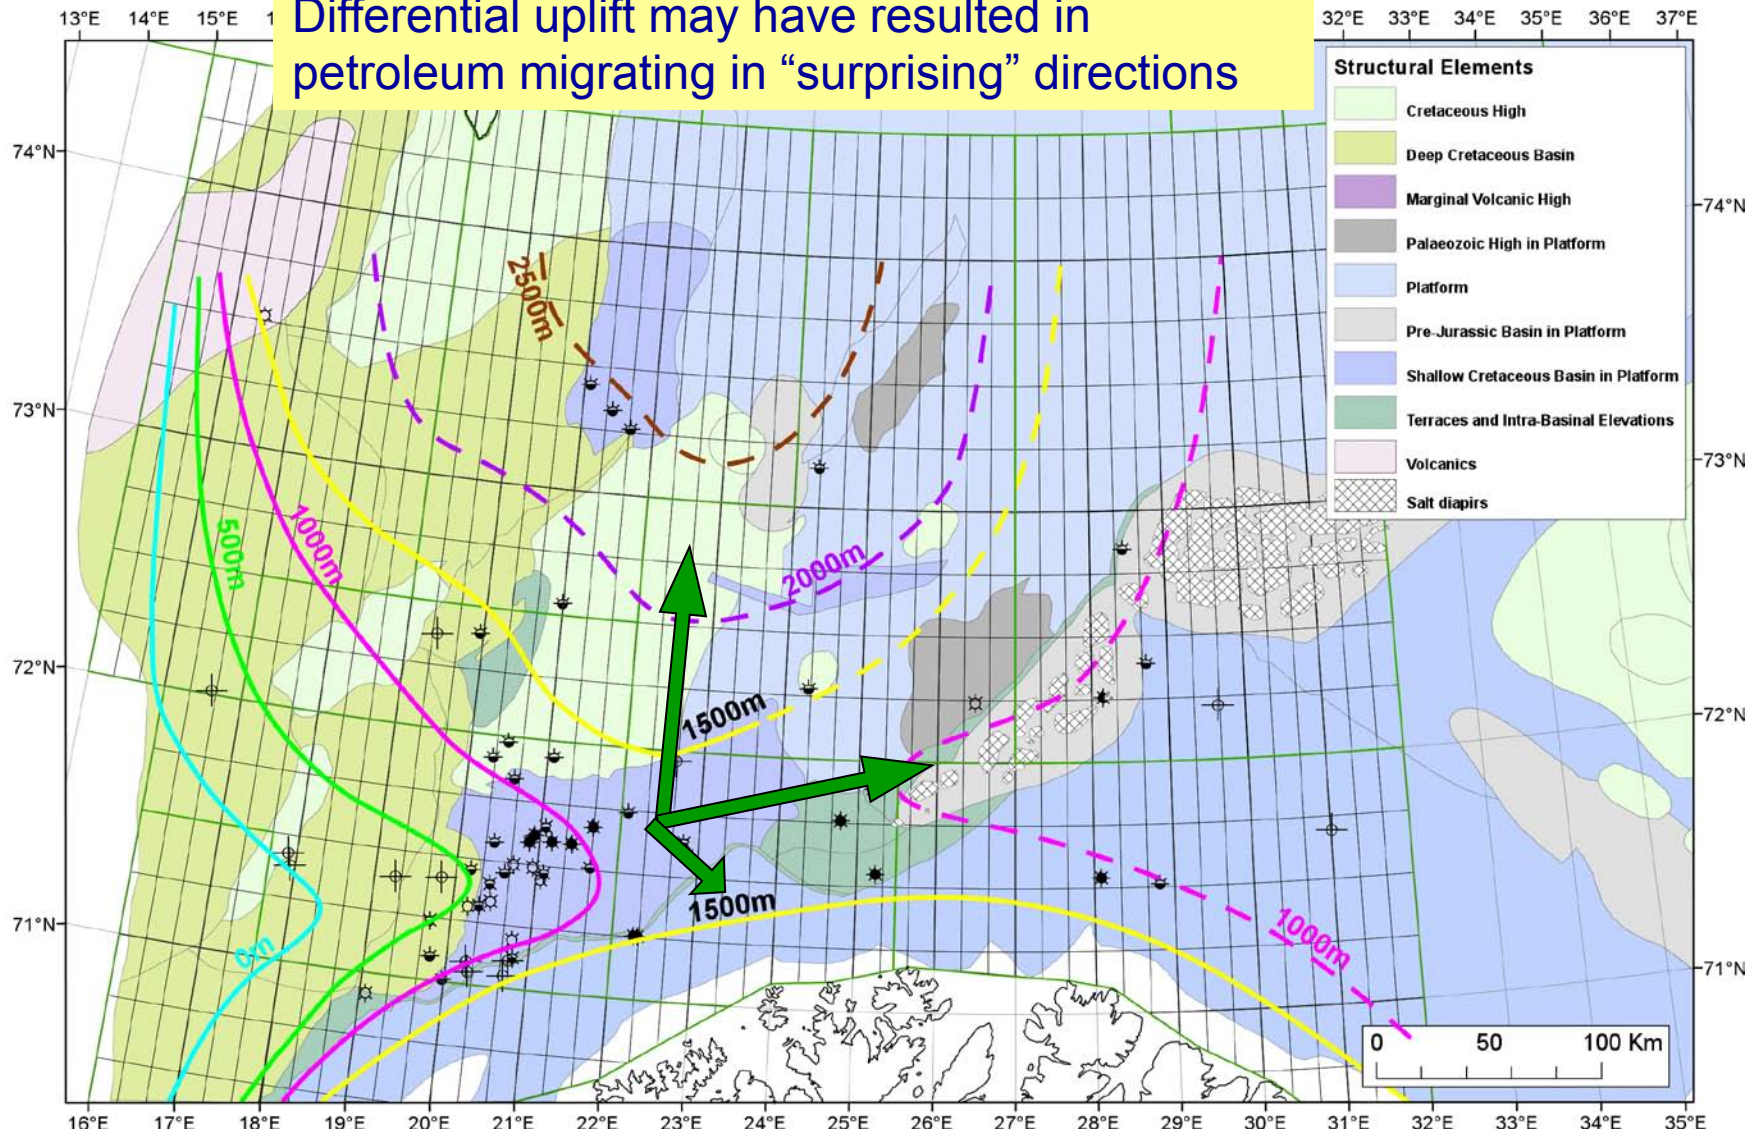 Differential uplift may have resulted in
petroleum migrating in “surprising” directions
13°E 14°E 15°E 32°E 33°E 34°E 35°E 36°E 37°E
Structural Elements
Cretaceous High
Deep Cretaceous Basin
Marginal Volcanic High
Palaeozoic High in Platform
Platform
Pre-Jurassic Basin in Platform
Shallow Cretaceous Basin in Platform
Terraces and Intra-Basinal Elevations
Volcanics
Salt diapirs
74°N
74°N
2500m
73°N
73°N
500m
1000m
2000m
72°N
1500m
72°N
1500m
71°N
0m
1000m
71°N
0 50 100 Km
16°E 17°E 18°E 19°E 20°E 21°E 22°E 23°E 24°E 25°E 26°E 27°E 28°E 29°E 30°E 31°E 32°E 33°E 34°E 35°E